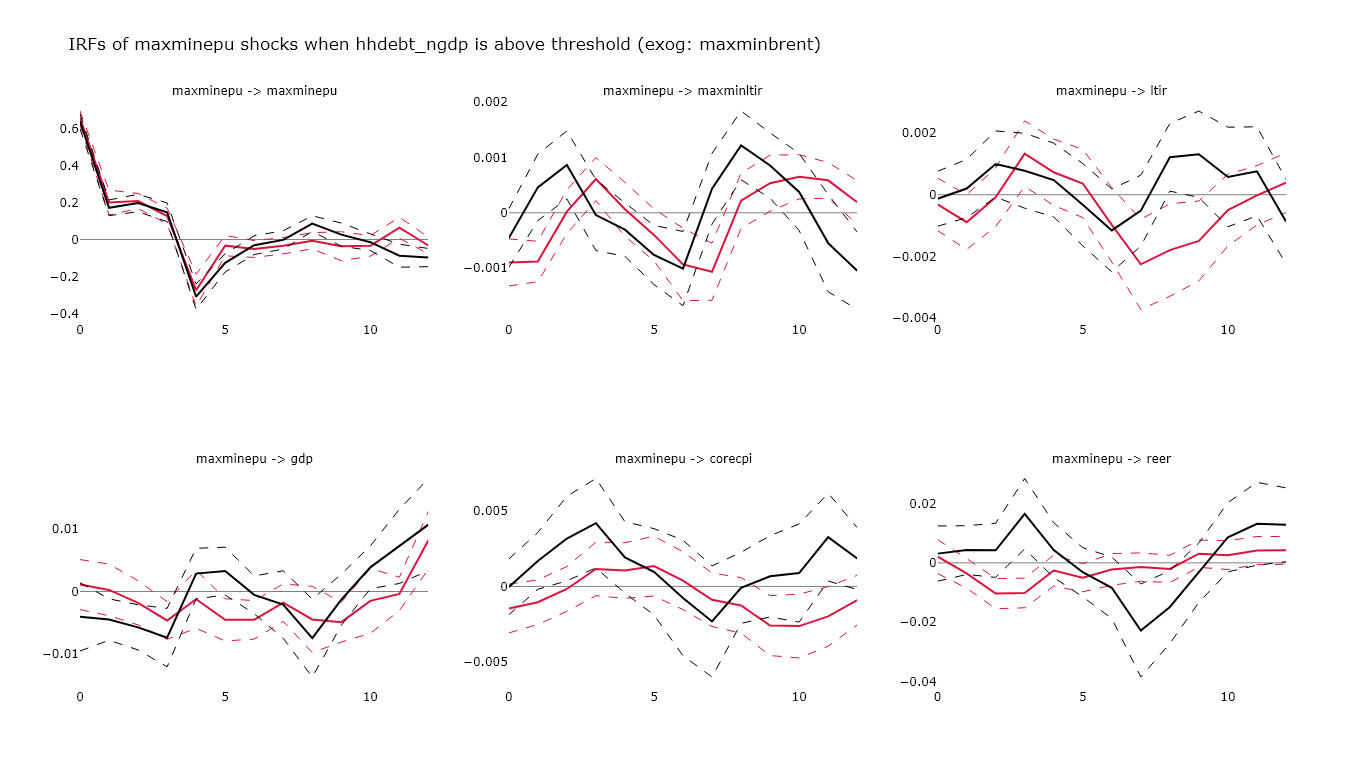 IRFs of maxminepu shocks when hhdebt_ngdp is above threshold (exog: maxminbrent)
maxminepu -> maxminepu
0.6
0.4
0.2
0
−0.2
−0.4
0 5 10
maxminepu -> maxminltir
0.002
0.001
0
−0.001
0 5 10
maxminepu -> ltir
0.002
0
−0.002
−0.004
0 5 10
maxminepu -> gdp
0.01
0
−0.01
0 5 10
maxminepu -> corecpi
0.005
0
−0.005
0 5 10
maxminepu -> reer
0.02
0
−0.02
−0.04
0 5 10